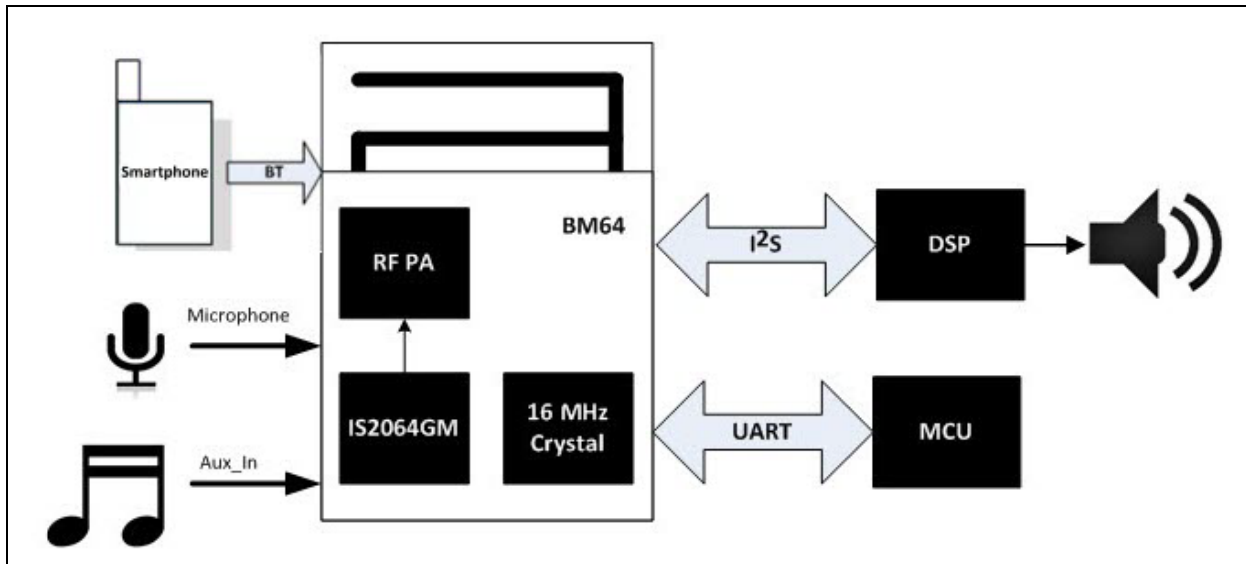 Smartphone
BT
BM64
RF PA
I²S
DSP
Microphone
IS2064GM
16 MHz
Crystal
UART
MCU
Aux_In